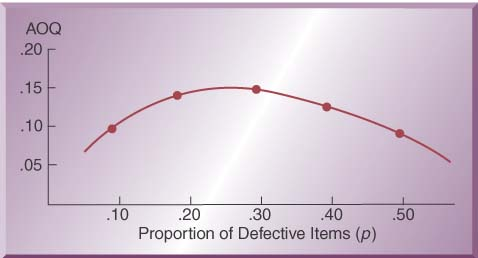 AOQ
.20
.15
.10
.05
.10 .20 .30 .40 .50
Proportion of Defective Items (p)